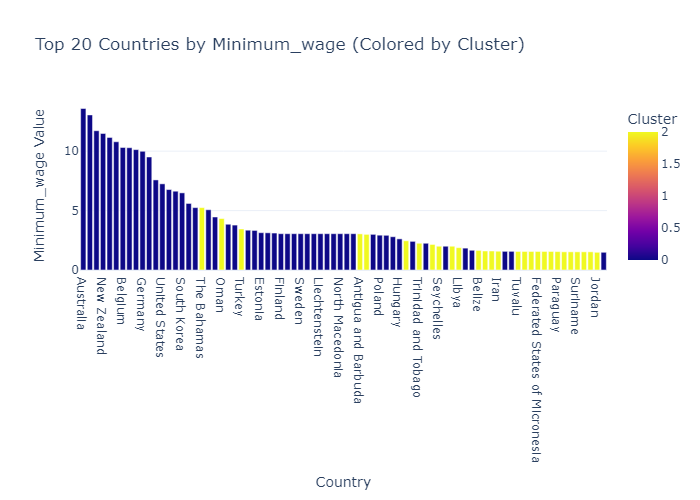 Top 20 Countries by Minimum_wage (Colored by Cluster)
Minimum_wage Value
10
5
0
Australia
New Zealand
Belgium
Germany
United States
South Korea
The Bahamas
Oman
Turkey
Estonia
Finland
Sweden
Liechtenstein
North Macedonia
Antigua and Barbuda
Poland
Hungary
Trinidad and Tobago
Seychelles
Libya
Belize
Iran
Tuvalu
Federated States of Micronesia
Paraguay
Suriname
Jordan
Country
Cluster
2
1.5
1
0.5
0